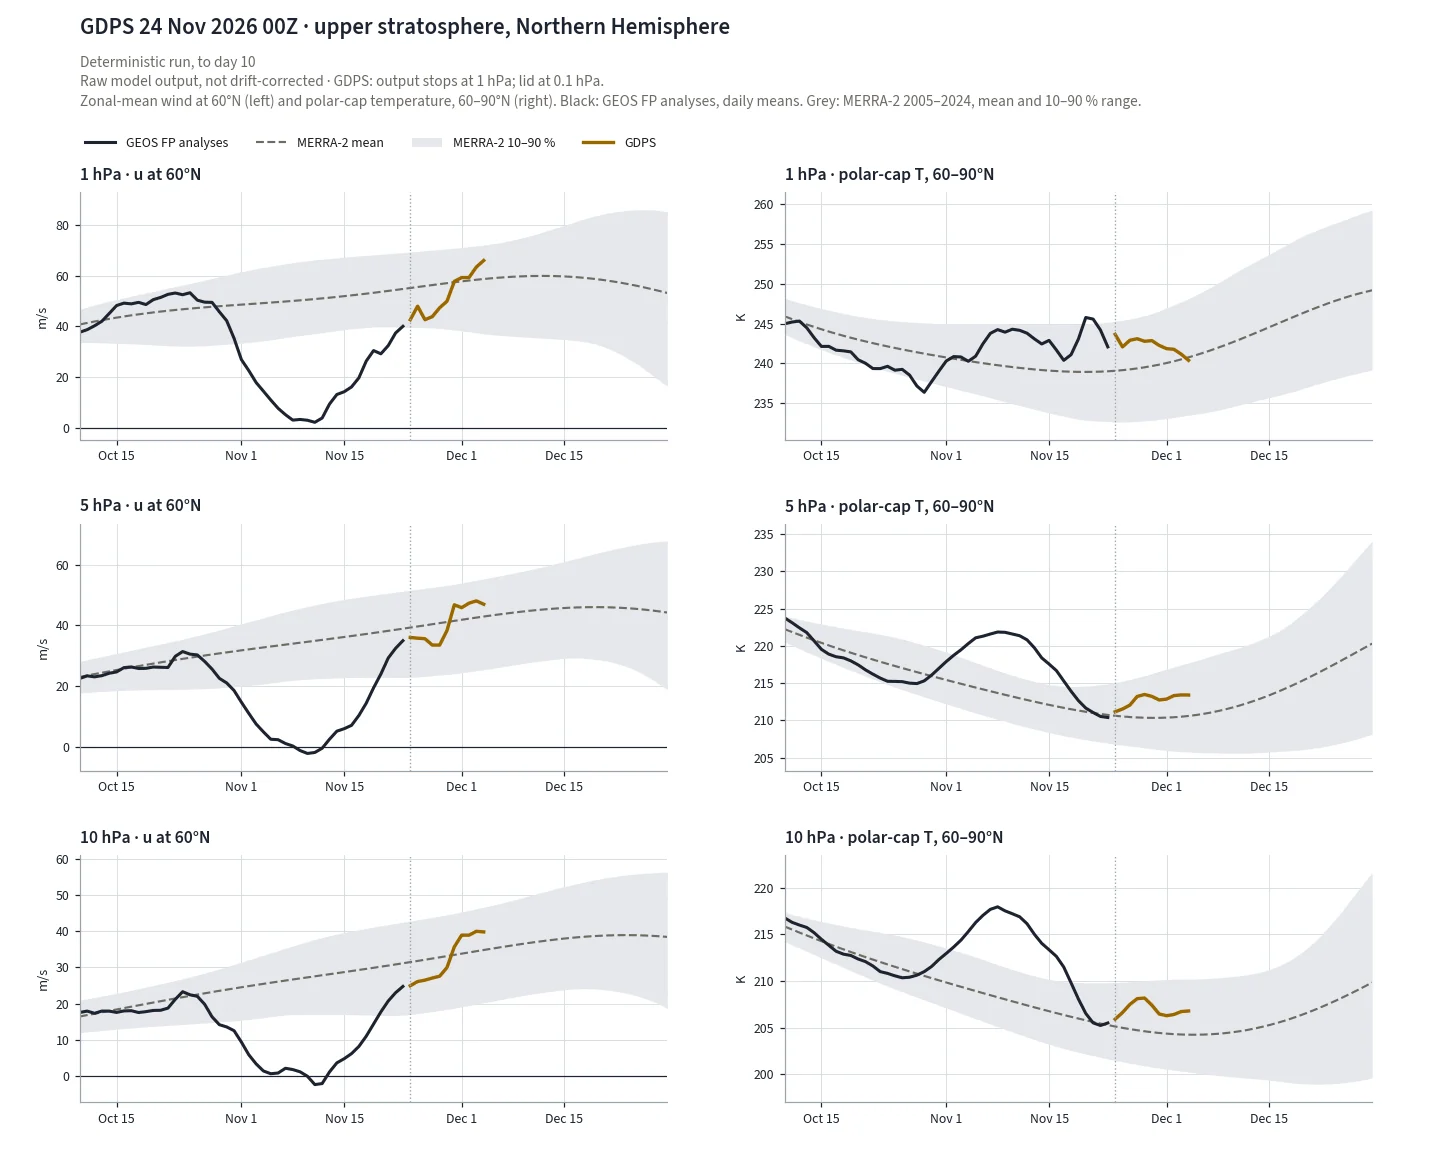 GDPS 24 Nov 2026 00Z · upper stratosphere, Northern Hemisphere
Deterministic run, to day 10
Raw model output, not drift-corrected · GDPS: output stops at 1 hPa; lid at 0.1 hPa.
Zonal-mean wind at 60°N (left) and polar-cap temperature, 60–90°N (right). Black: GEOS FP analyses, daily means. Grey: MERRA-2 2005–2024, mean and 10–90 % range.
GEOS FP analyses MERRA-2 mean MERRA-2 10–90 % GDPS
1 hPa · u at 60°N
80
60
40
20
0
m/s
Oct 15 Nov 1 Nov 15 Dec 1 Dec 15
1 hPa · polar-cap T, 60–90°N
260
255
250
245
240
235
K
Oct 15 Nov 1 Nov 15 Dec 1 Dec 15
5 hPa · u at 60°N
60
40
20
0
m/s
Oct 15 Nov 1 Nov 15 Dec 1 Dec 15
5 hPa · polar-cap T, 60–90°N
235
230
225
220
215
210
205
K
Oct 15 Nov 1 Nov 15 Dec 1 Dec 15
10 hPa · u at 60°N
60
50
40
30
20
10
0
m/s
Oct 15 Nov 1 Nov 15 Dec 1 Dec 15
10 hPa · polar-cap T, 60–90°N
220
215
210
205
200
K
Oct 15 Nov 1 Nov 15 Dec 1 Dec 15